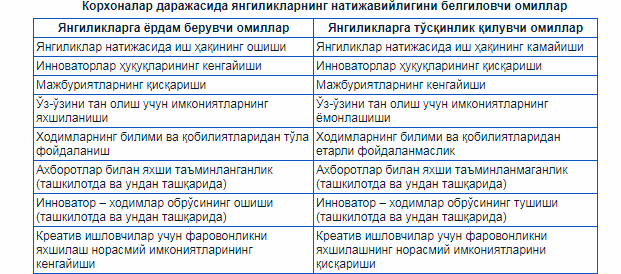 Корхоналар даражасида янгиликларнинг натижавийлигини белгиловчи омиллар
Янгиликларга ёрдам берувчи омиллар
Янгиликларга тўсқинлик қилувчи омиллар
Янгиликлар натижасида иш ҳақининг ошиши
Янгиликлар натижасида иш ҳақининг камайиши
Инноваторлар ҳуқуқларининг кенгайиши
Инноваторлар ҳуқуқларининг қисқариши
Мажбуриятларнинг қисқариши
Мажбуриятларнинг кенгайиши
Ўз-ўзини тан олиш учун имкониятларнинг
яхшиланиши
Ўз-ўзини тан олиш учун имкониятларнинг
ёмонлашиши
Ходимларнинг билими ва қобилиятларидан тўла
фойдаланиш
Ходимларнинг билими ва қобилиятларидан
етарли фойдаланмаслик
Ахборотлар билан яхши таъминланганлик
(ташкилотда ва ундан ташқарида)
Ахборотлар билан яхши таъминланмаганлик
(ташкилотда ва ундан ташқарида)
Инноватор – ходимлар обрўсининг ошиши
(ташкилотда ва ундан ташқарида)
Инноватор – ходимлар обрўсининг тушиши
(ташкилотда ва ундан ташқарида)
Креатив ишловчилар учун фаровонликни
яхшилаш норасмий имкониятларининг
кенгайиши
Креатив ишловчилар учун фаровонликни
яхшилашнинг норасмий имкониятларини
қисқариши